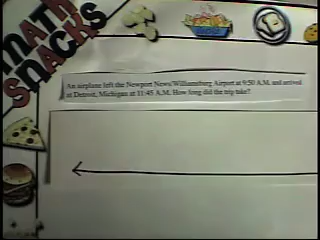 MATH
SNACKS
An airplane left the Newport News/Williamsburg Airport at 9:50 A.M. and arrived
at Detroit, Michigan at 11:45 A.M. How long did the trip take?